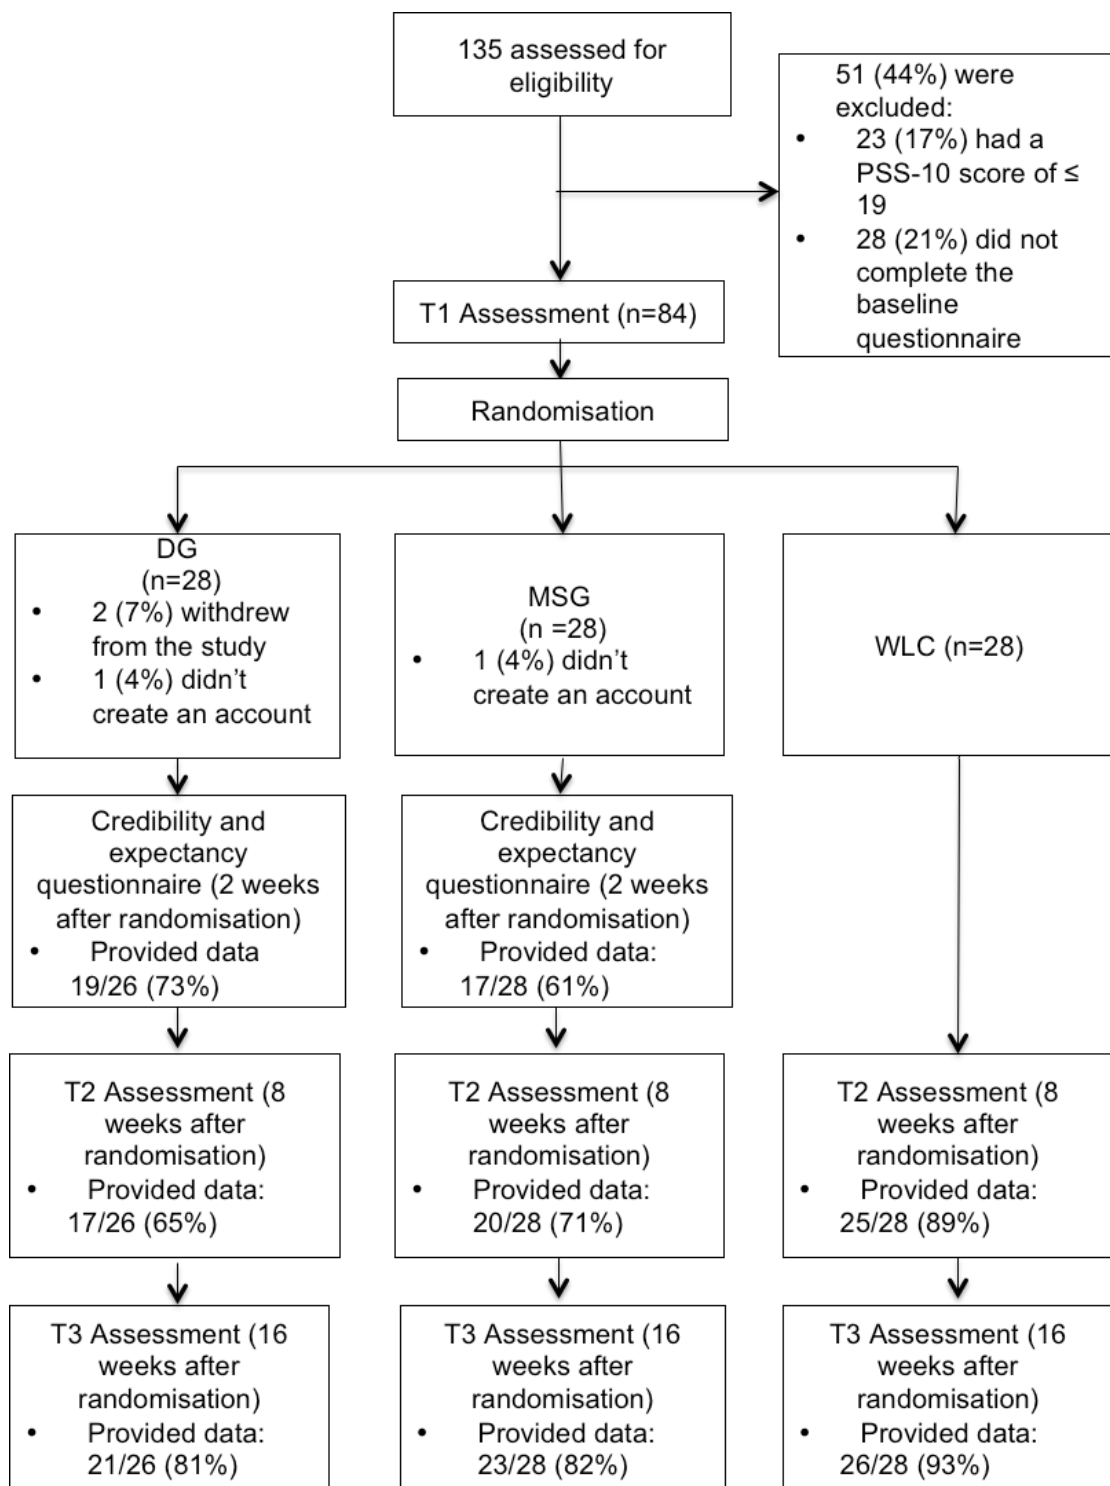 135 assessed for
eligibility
51 (44%) were
excluded:
• 23 (17%) had a
PSS-10 score of ≤
19
• 28 (21%) did not
complete the
baseline
questionnaire
T1 Assessment (n=84)
Randomisation
DG
(n=28)
• 2 (7%) withdrew
from the study
• 1 (4%) didn’t
create an account
MSG
(n =28)
• 1 (4%) didn’t
create an account
WLC (n=28)
Credibility and
expectancy
questionnaire (2 weeks
after randomisation)
• Provided data
19/26 (73%)
Credibility and
expectancy
questionnaire (2 weeks
after randomisation)
• Provided data:
17/28 (61%)
T2 Assessment (8
weeks after
randomisation)
• Provided data:
17/26 (65%)
T2 Assessment (8
weeks after
randomisation)
• Provided data:
20/28 (71%)
T2 Assessment (8
weeks after
randomisation)
• Provided data:
25/28 (89%)
T3 Assessment (16
weeks after
randomisation)
• Provided data:
21/26 (81%)
T3 Assessment (16
weeks after
randomisation)
• Provided data:
23/28 (82%)
T3 Assessment (16
weeks after
randomisation)
• Provided data:
26/28 (93%)